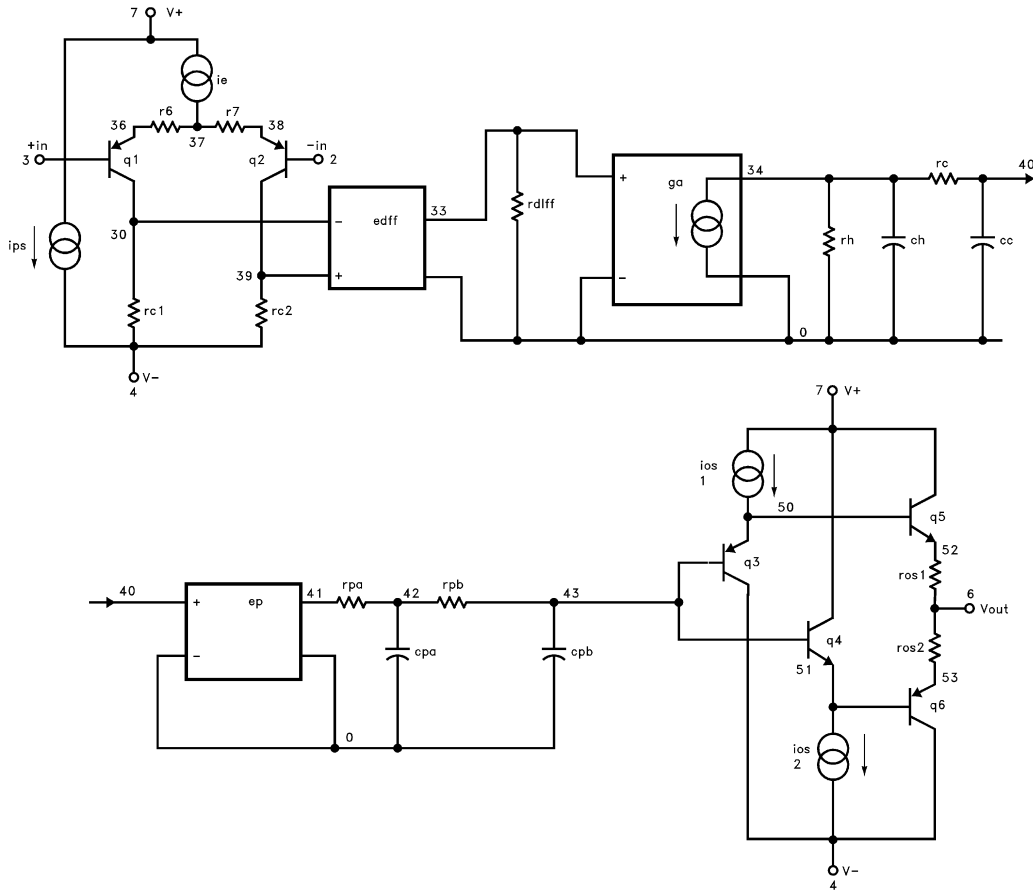 7 V+
ie
r6 r7
36 37 38
+in
3
q1 q2
-in
2
ips
30
39
rc1 rc2
V-
4
-
edff
+
33
rdiff
+
ga
-
34
rc
40
rh ch cc
0
7 V+
ios
1
50
q5
q3
52
ros1
6
Vout
40
+
ep
-
41
rpa
42
rpb
43
cpa cpb
0
q4
51
ros2
53
q6
ios
2
V-
4